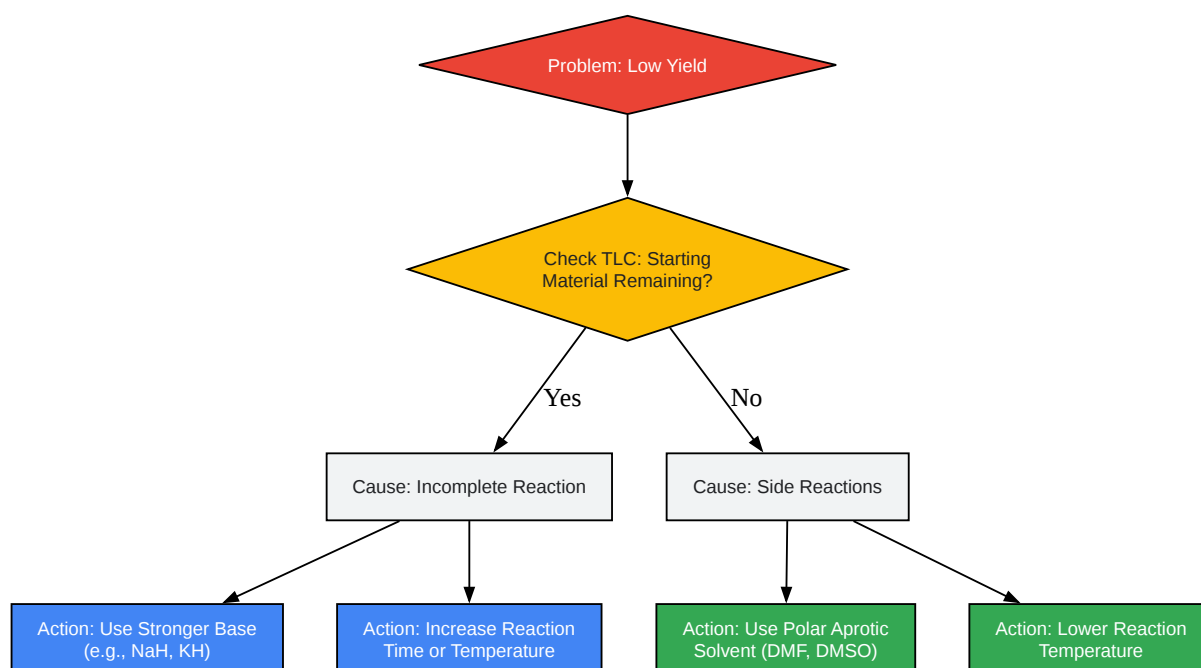 Problem: Low Yield
Check TLC: Starting
Material Remaining?
Yes
No
Cause: Incomplete Reaction
Cause: Side Reactions
Action: Use Stronger Base
(e.g., NaH, KH)
Action: Increase Reaction
Time or Temperature
Action: Use Polar Aprotic
Solvent (DMF, DMSO)
Action: Lower Reaction
Temperature